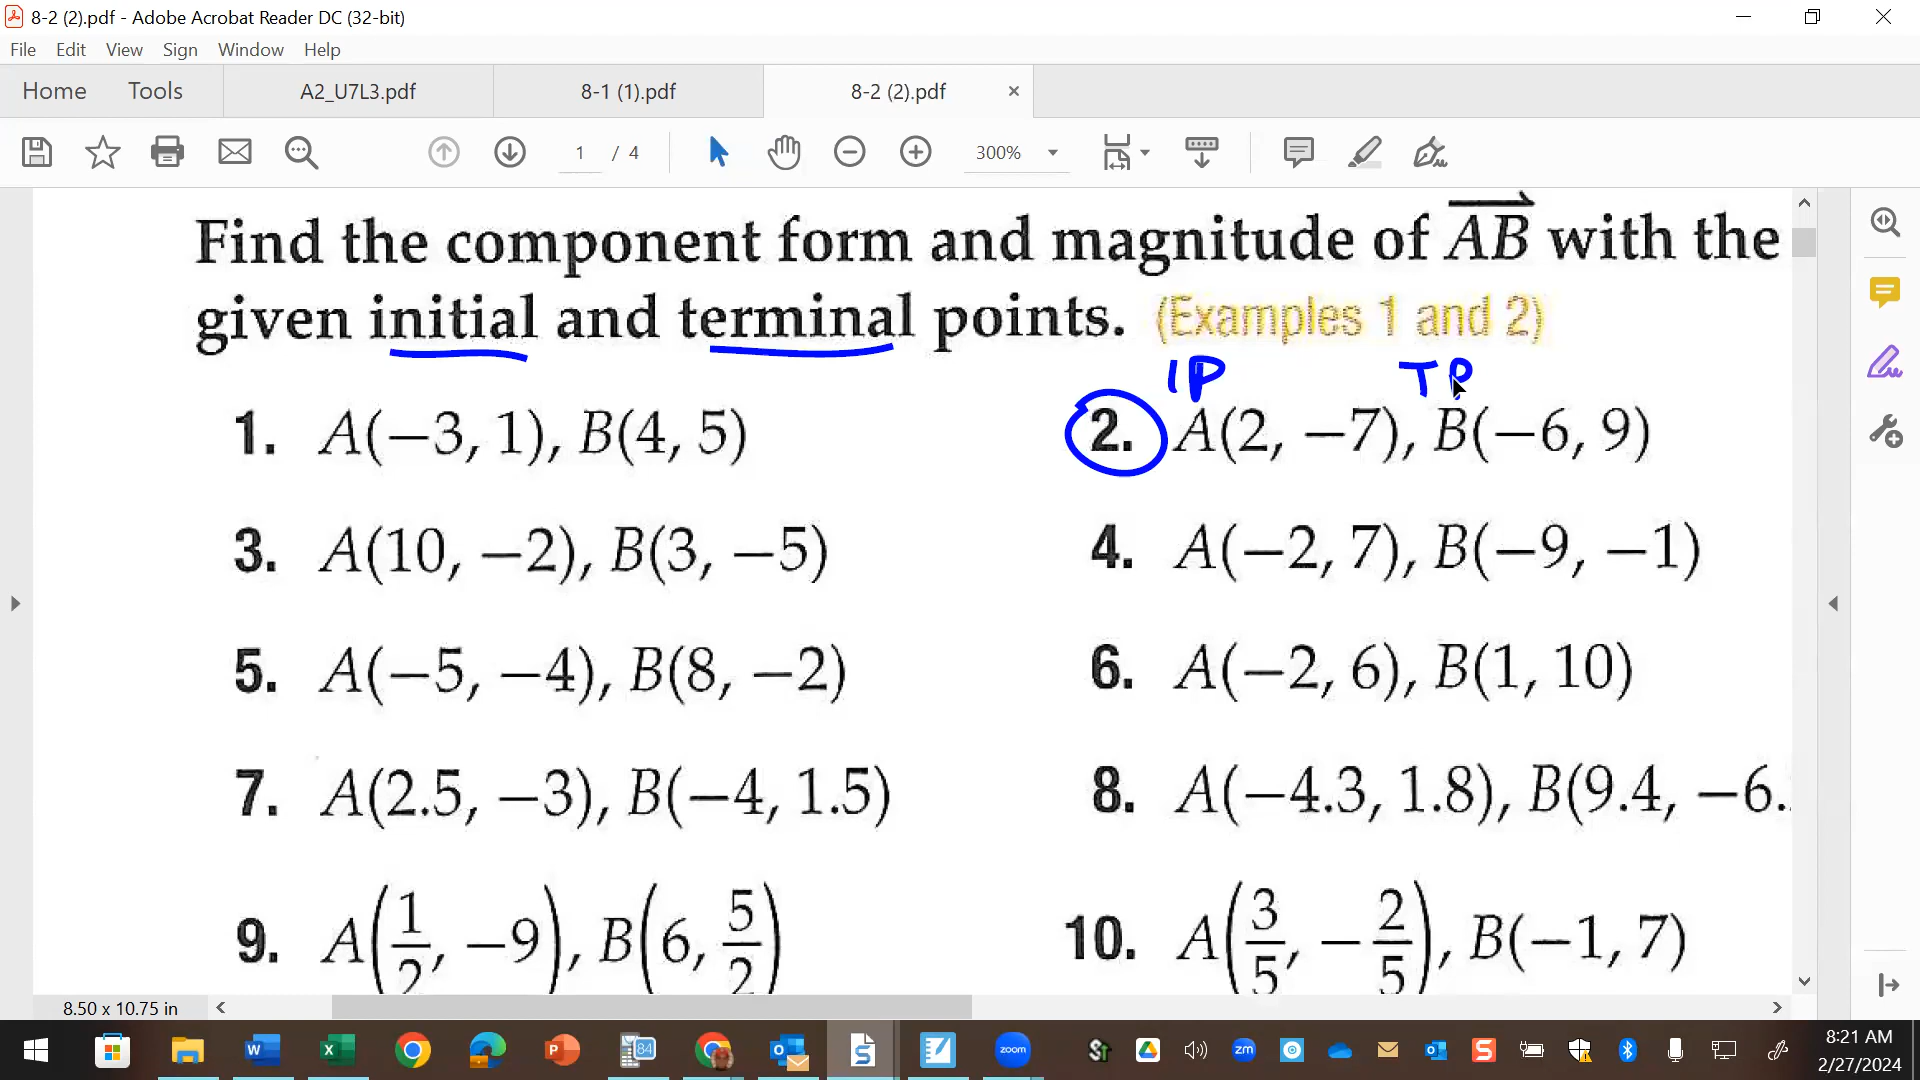 8-2 (2).pdf - Adobe Acrobat Reader DC (32-bit)
File Edit View Sign Window Help
Home Tools A2_U7L3.pdf 8-1 (1).pdf 8-2 (2).pdf ×
1 / 4 300%
Find the component form and magnitude of AB with the
given initial and terminal points. (Examples 1 and 2)
IP TP
1. A(−3, 1), B(4, 5)
2. A(2, −7), B(−6, 9)
3. A(10, −2), B(3, −5)
4. A(−2, 7), B(−9, −1)
5. A(−5, −4), B(8, −2)
6. A(−2, 6), B(1, 10)
7. A(2.5, −3), B(−4, 1.5)
8. A(−4.3, 1.8), B(9.4, −6.
9. A(1/2, −9), B(6, 5/2)
10. A(3/5, −2/5), B(−1, 7)
8.50 x 10.75 in
84
zoom
zm
8:21 AM
2/27/2024